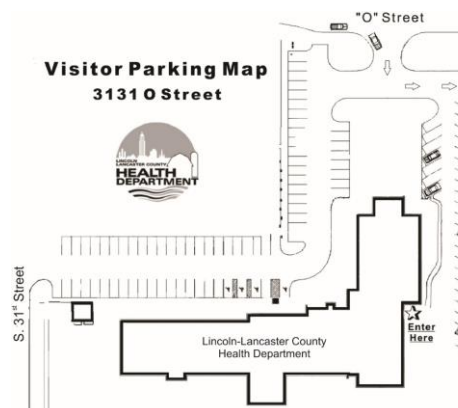 "O" Street
Visitor Parking Map
3131 O Street
LINCOLN
LANCASTER COUNTY
HEALTH
DEPARTMENT
S. 31st Street
Lincoln-Lancaster County
Health Department
Enter
Here